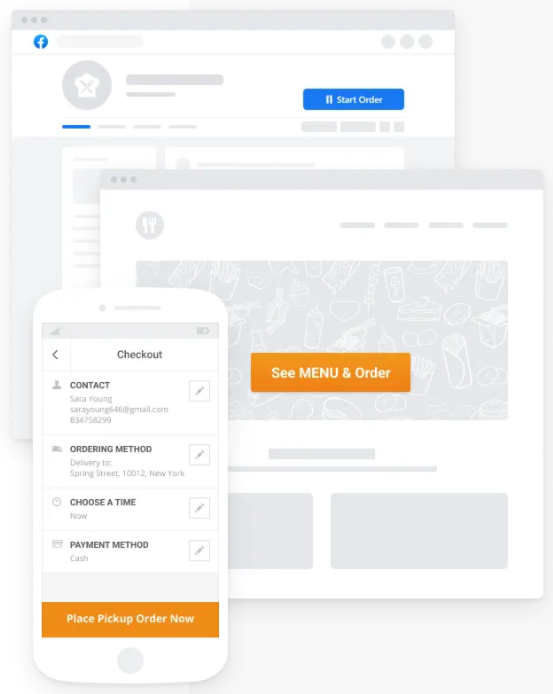 Start Order
See MENU & Order
Checkout
CONTACT
Sara Young
sarayoung646@gmail.com
834758299
ORDERING METHOD
Delivery to:
Spring Street, 10012, New York
CHOOSE A TIME
Now
PAYMENT METHOD
Cash
Place Pickup Order Now